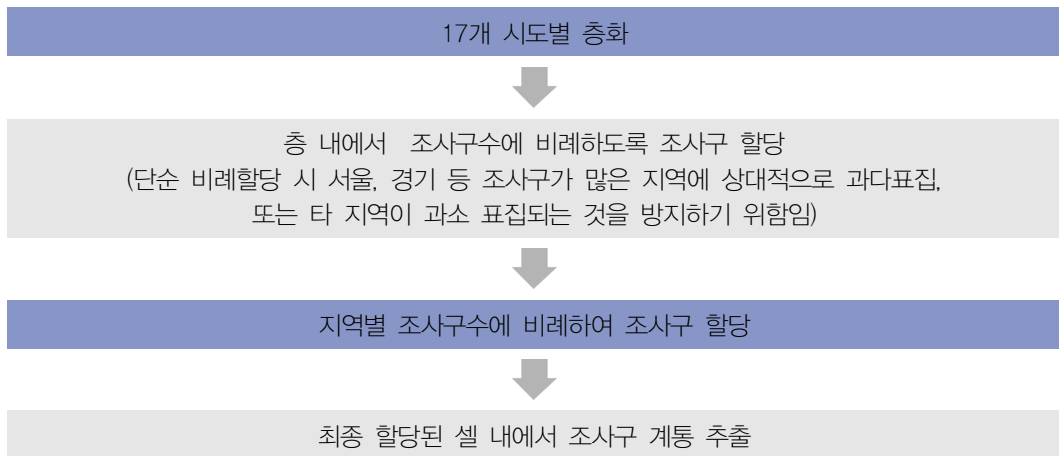 17개 시도별 층화
층 내에서 조사구수에 비례하도록 조사구 할당
(단순 비례할당 시 서울, 경기 등 조사구가 많은 지역에 상대적으로 과다표집,
또는 타 지역이 과소 표집되는 것을 방지하기 위함임)
지역별 조사구수에 비례하여 조사구 할당
최종 할당된 셀 내에서 조사구 계통 추출